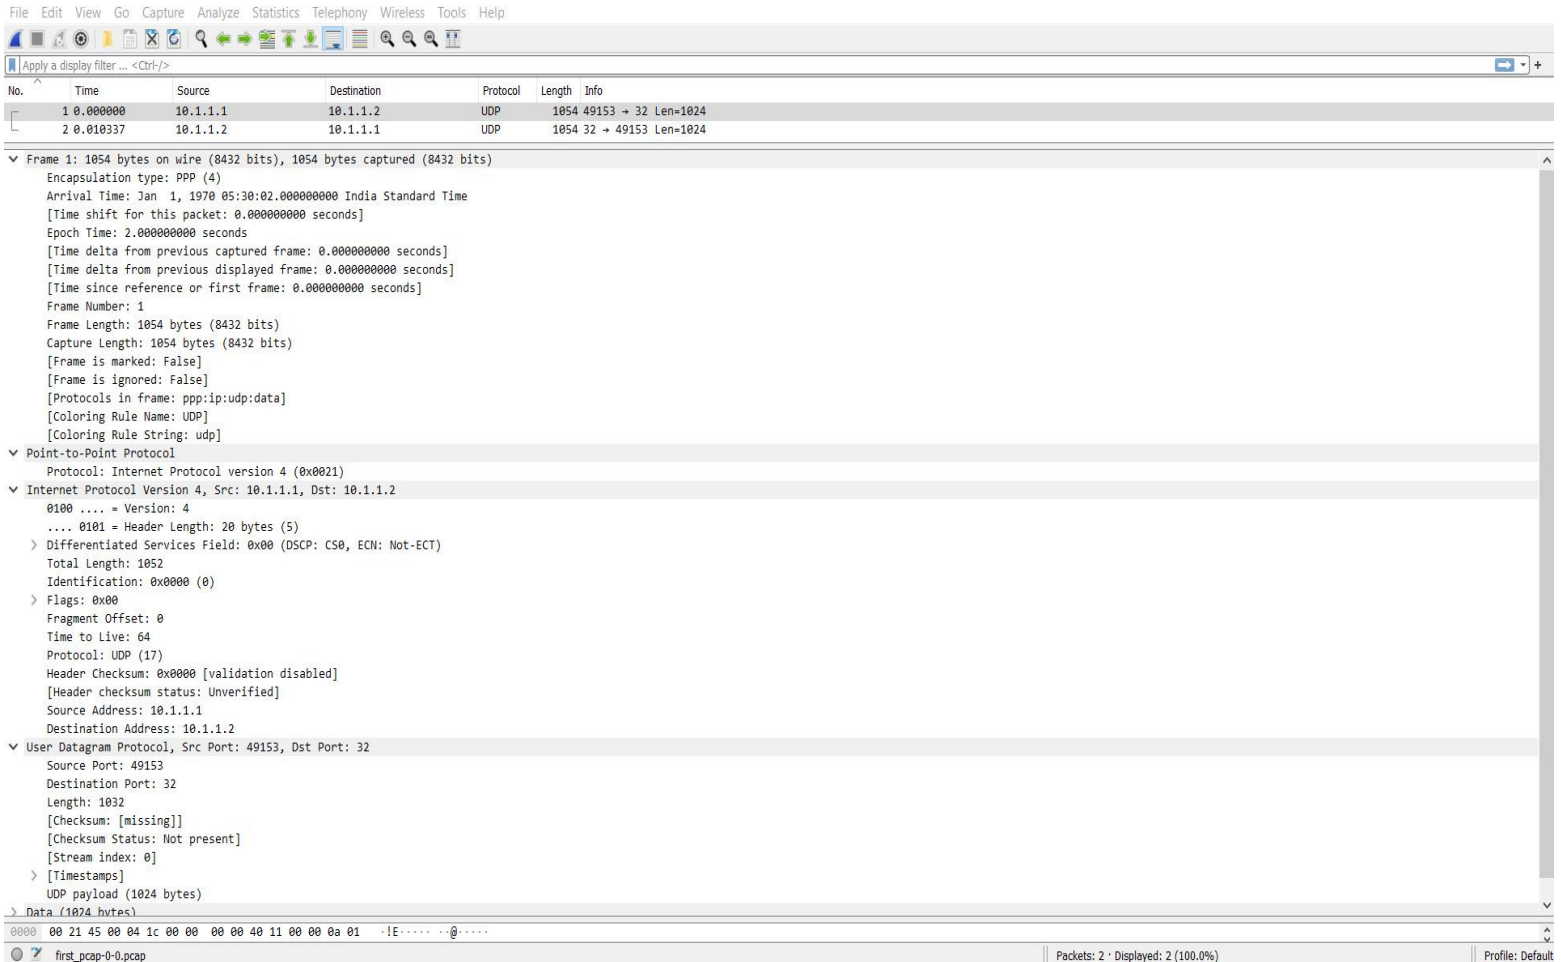 File Edit View Go Capture Analyze Statistics Telephony Wireless Tools Help
Apply a display filter ... <Ctrl-/>
+
No. Time Source Destination Protocol Length Info
1 0.000000 10.1.1.1 10.1.1.2 UDP 1054 49153 → 32 Len=1024
2 0.010337 10.1.1.2 10.1.1.1 UDP 1054 32 → 49153 Len=1024
Frame 1: 1054 bytes on wire (8432 bits), 1054 bytes captured (8432 bits)
Encapsulation type: PPP (4)
Arrival Time: Jan 1, 1970 05:30:02.000000000 India Standard Time
[Time shift for this packet: 0.000000000 seconds]
Epoch Time: 2.000000000 seconds
[Time delta from previous captured frame: 0.000000000 seconds]
[Time delta from previous displayed frame: 0.000000000 seconds]
[Time since reference or first frame: 0.000000000 seconds]
Frame Number: 1
Frame Length: 1054 bytes (8432 bits)
Capture Length: 1054 bytes (8432 bits)
[Frame is marked: False]
[Frame is ignored: False]
[Protocols in frame: ppp:ip:udp:data]
[Coloring Rule Name: UDP]
[Coloring Rule String: udp]
Point-to-Point Protocol
Protocol: Internet Protocol version 4 (0x0021)
Internet Protocol Version 4, Src: 10.1.1.1, Dst: 10.1.1.2
0100 .... = Version: 4
.... 0101 = Header Length: 20 bytes (5)
Differentiated Services Field: 0x00 (DSCP: CS0, ECN: Not-ECT)
Total Length: 1052
Identification: 0x0000 (0)
Flags: 0x00
Fragment Offset: 0
Time to Live: 64
Protocol: UDP (17)
Header Checksum: 0x0000 [validation disabled]
[Header checksum status: Unverified]
Source Address: 10.1.1.1
Destination Address: 10.1.1.2
User Datagram Protocol, Src Port: 49153, Dst Port: 32
Source Port: 49153
Destination Port: 32
Length: 1032
[Checksum: [missing]]
[Checksum Status: Not present]
[Stream index: 0]
[Timestamps]
UDP payload (1024 bytes)
Data (1024 bytes)
0000 00 21 45 00 04 1c 00 00 00 00 40 11 00 00 0a 01 ·!E····· ··@·····
first_pcap-0-0.pcap Packets: 2 · Displayed: 2 (100.0%) Profile: Default